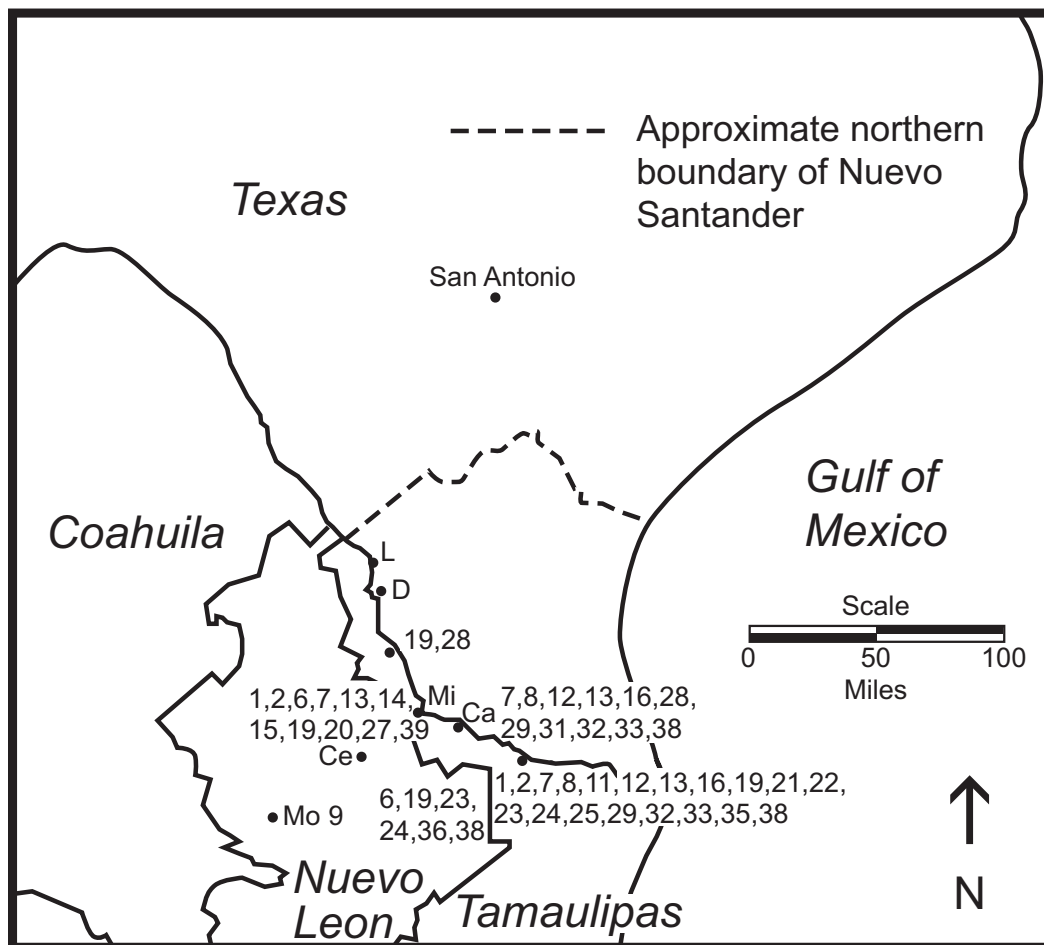 Approximate northern
boundary of Nuevo
Santander
Texas
San Antonio
Gulf of
Mexico
Coahuila
L
D
Scale
0 50 100
Miles
19,28
1,2,6,7,13,14,
15,19,20,27,39
Mi
Ca
7,8,12,13,16,28,
29,31,32,33,38
Ce
1,2,7,8,11,12,13,16,19,21,22,
23,24,25,29,32,33,35,38
6,19,23,
24,36,38
Mo 9
Nuevo
Leon
Tamaulipas
N